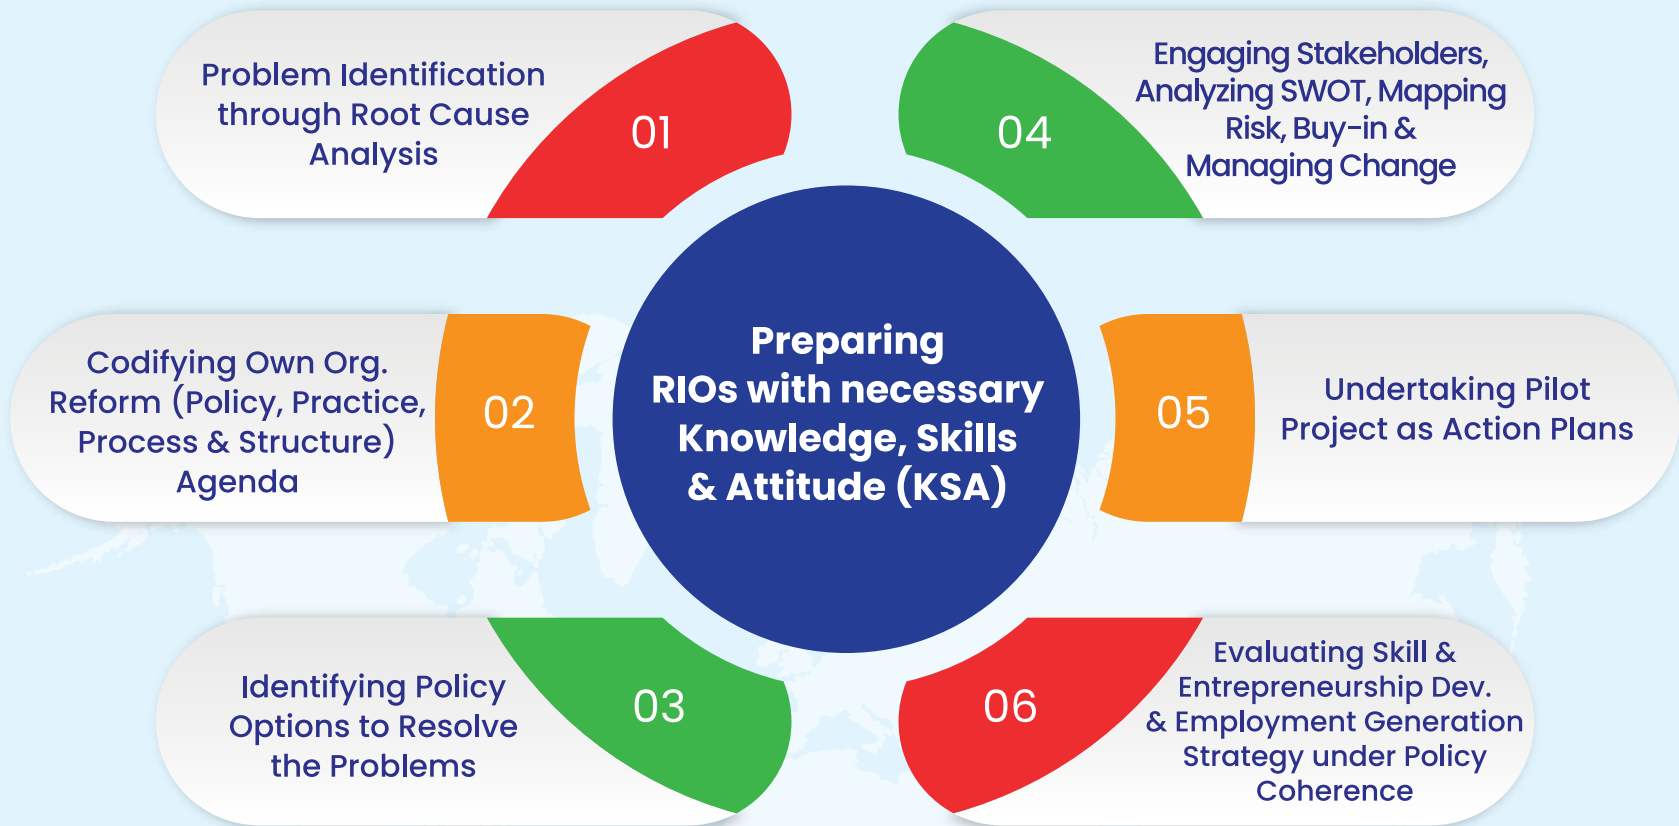 Problem Identification
through Root Cause
Analysis
01
Codifying Own Org.
Reform (Policy, Practice,
Process & Structure)
Agenda
02
Identifying Policy
Options to Resolve
the Problems
03
Preparing
RIOs with necessary
Knowledge, Skills
& Attitude (KSA)
04
Engaging Stakeholders,
Analyzing SWOT, Mapping
Risk, Buy-in &
Managing Change
05
Undertaking Pilot
Project as Action Plans
06
Evaluating Skill &
Entrepreneurship Dev.
& Employment Generation
Strategy under Policy
Coherence